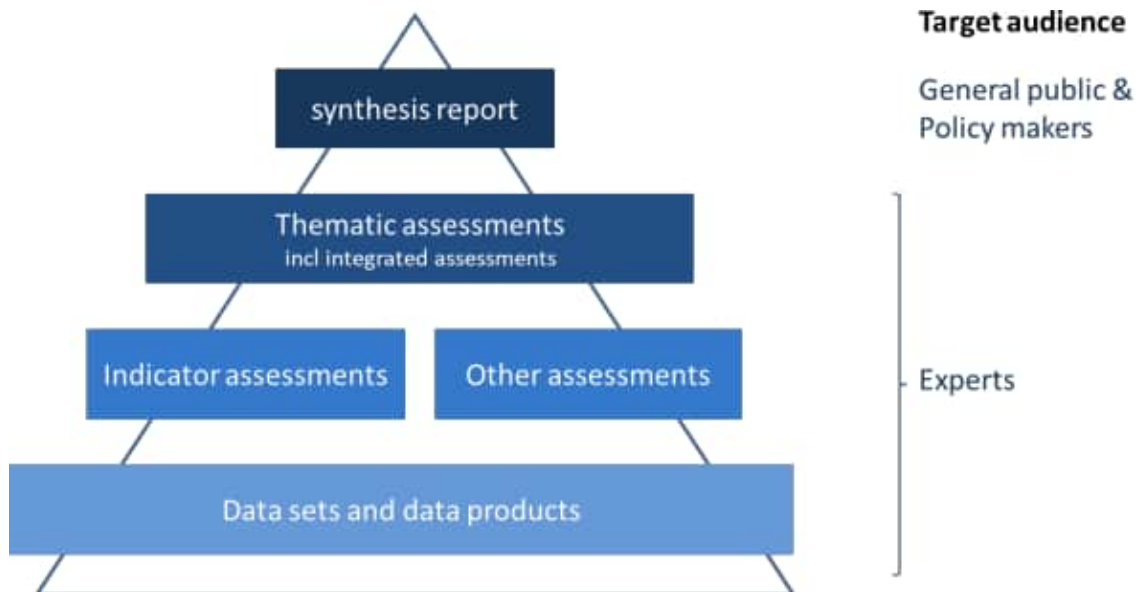 Target audience
General public &
Policy makers
synthesis report
Thematic assessments
incl integrated assessments
Indicator assessments
Other assessments
Experts
Data sets and data products